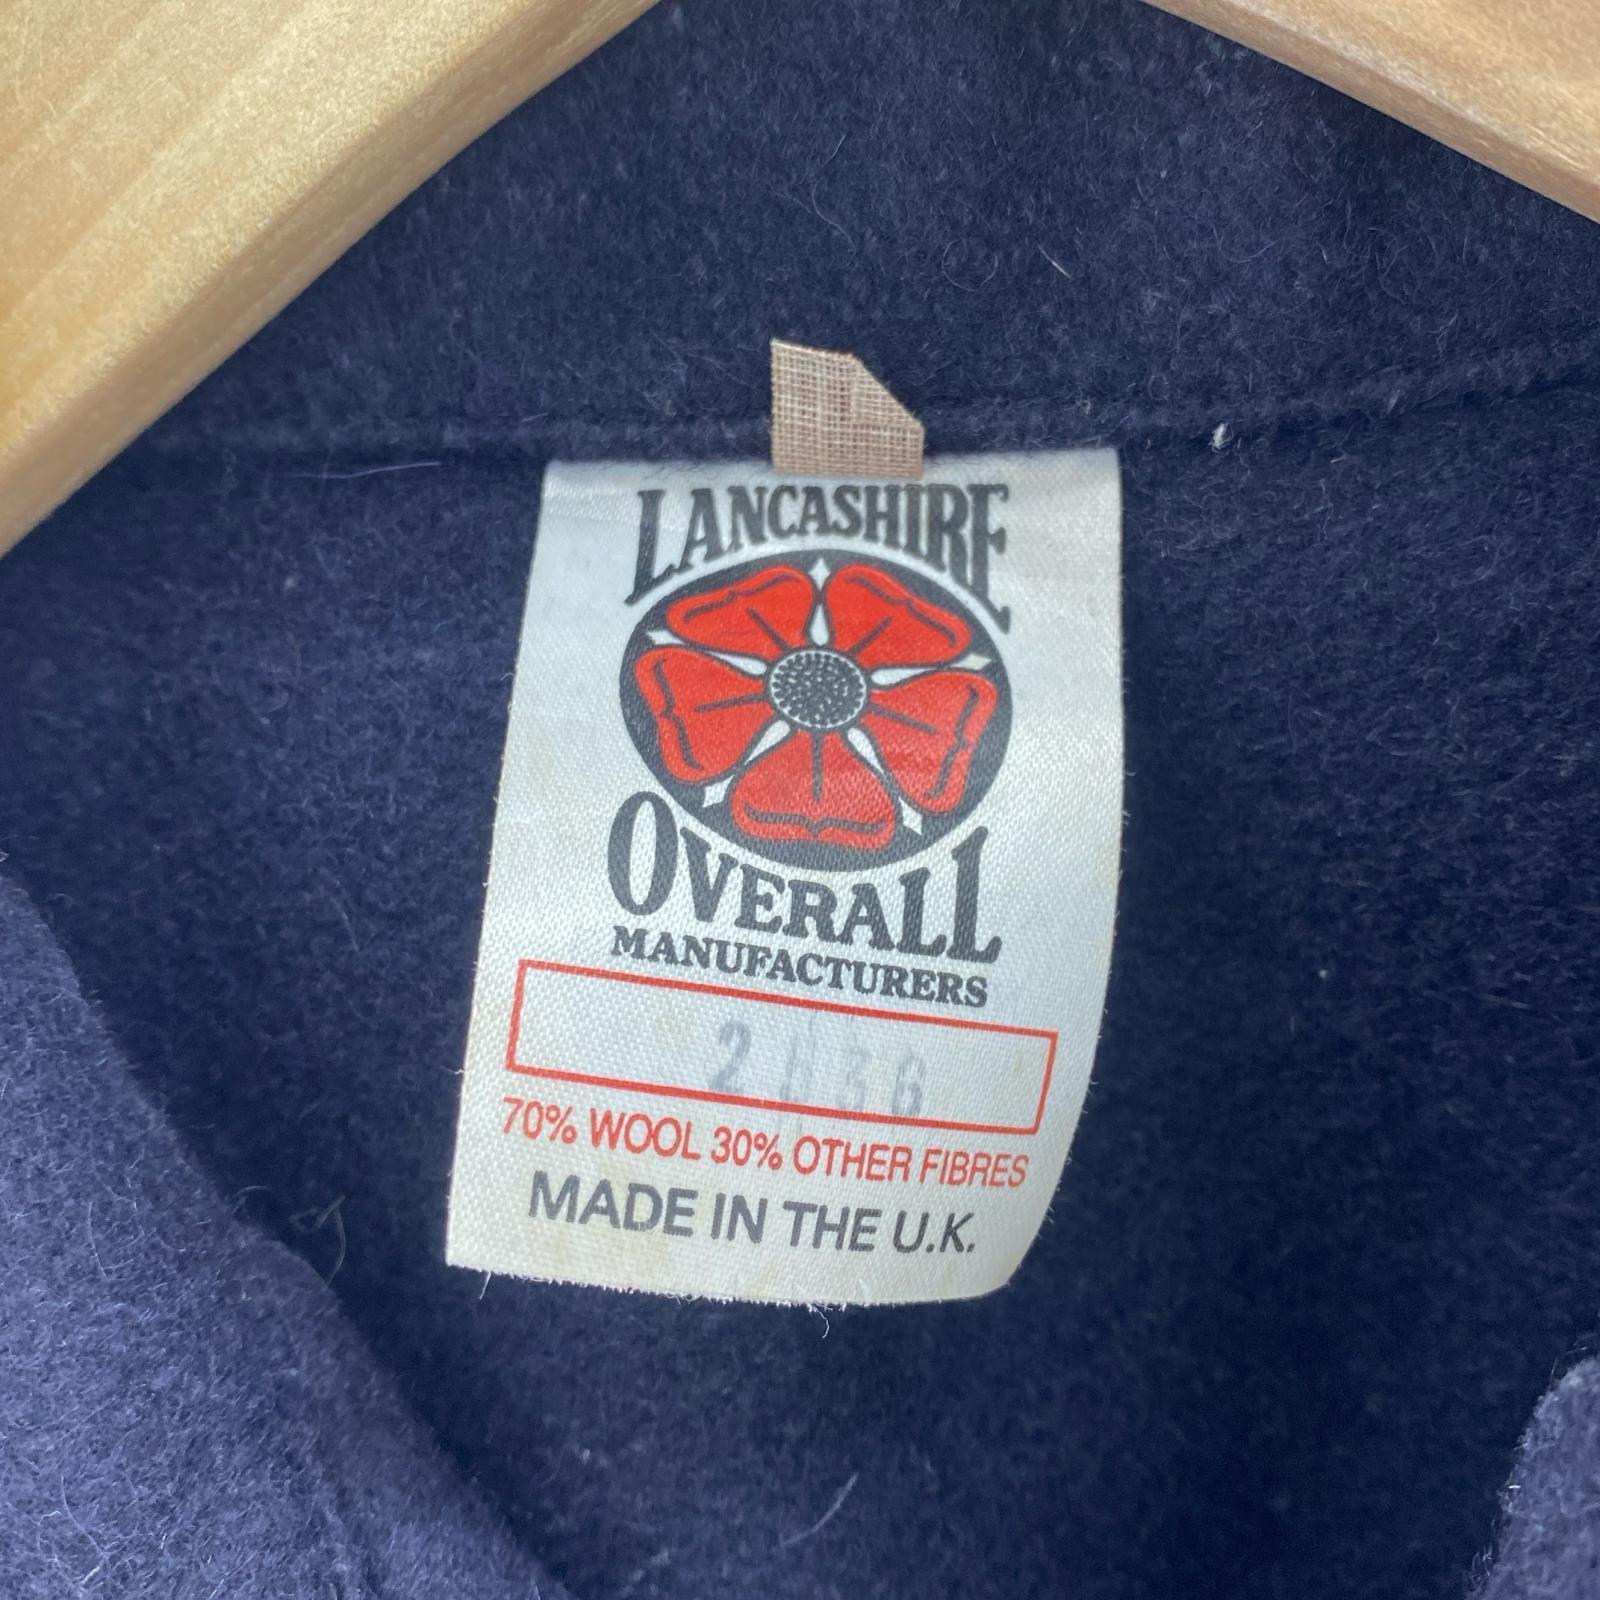 LANCASHIRE
OVERALL
MANUFACTURERS
70% WOOL 30% OTHER FIBRES
MADE IN THE U.K.